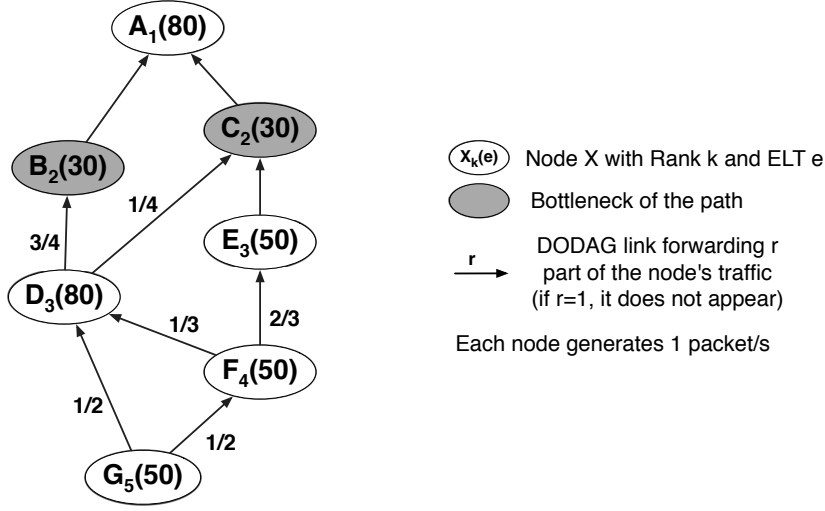 A₁(80)
C₂(30)
B₂(30)
1/4
3/4
E₃(50)
D₃(80)
1/3
2/3
F₄(50)
1/2
1/2
G₅(50)
Xₖ(e) Node X with Rank k and ELT e
Bottleneck of the path
r DODAG link forwarding r
part of the node's traffic
(if r=1, it does not appear)
Each node generates 1 packet/s